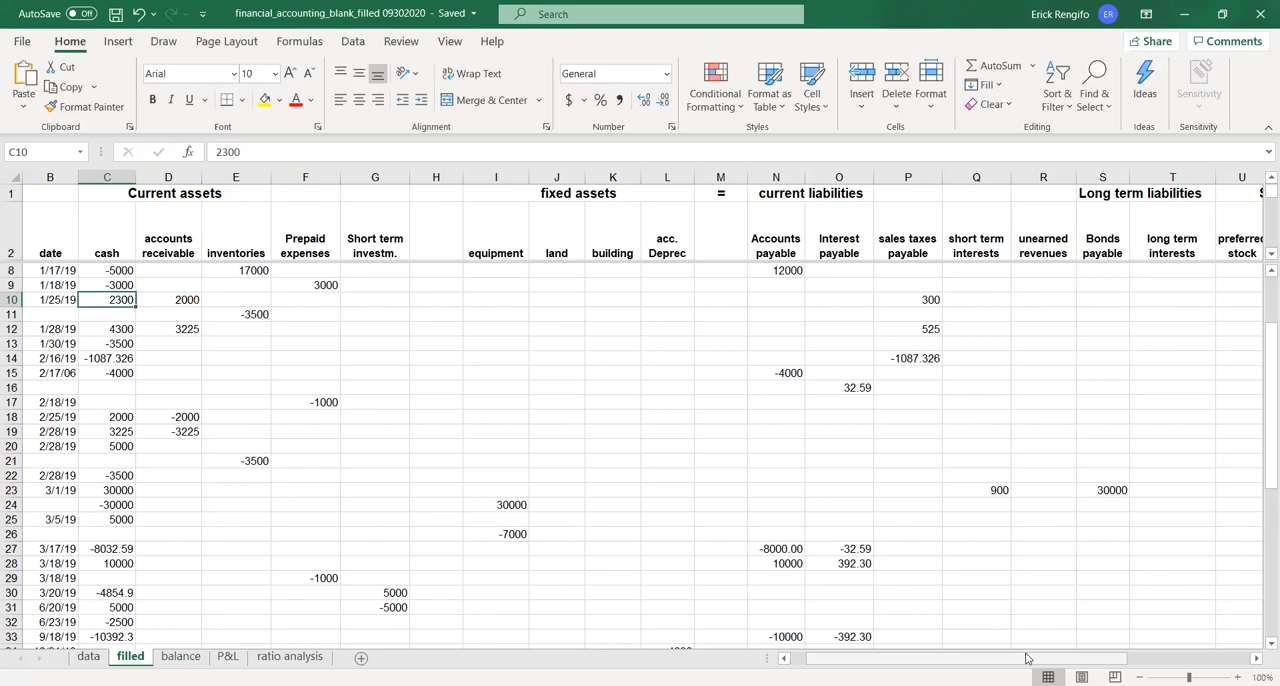 AutoSave Off financial_accounting_blank_filled 09302020 - Saved Search Erick Rengifo ER
File Home Insert Draw Page Layout Formulas Data Review View Help Share Comments
Paste Cut Copy Format Painter Clipboard
Arial 10 A A B I U A Font
Wrap Text Merge & Center Alignment
General $ % , Number
Conditional Formatting Format as Table Cell Styles Styles
Insert Delete Format Cells
AutoSum Fill Clear Sort & Filter Find & Select Editing
Ideas Ideas
Sensitivity Sensitivity
C10 fx 2300
B C D E F G H I J K L M N O P Q R S T U
1 Current assets fixed assets = current liabilities Long term liabilities
2 date cash accounts receivable inventories Prepaid expenses Short term investm. equipment land building acc. Deprec Accounts payable Interest payable sales taxes payable short term interests unearned revenues Bonds payable long term interests preferred stock
8 1/17/19 -5000 17000 12000
9 1/18/19 -3000 3000
10 1/25/19 2300 2000 300
11 -3500
12 1/28/19 4300 3225 525
13 1/30/19 -3500
14 2/16/19 -1087.326 -1087.326
15 2/17/06 -4000 -4000
16 32.59
17 2/18/19 -1000
18 2/25/19 2000 -2000
19 2/28/19 3225 -3225
20 2/28/19 5000
21 -3500
22 2/28/19 -3500
23 3/1/19 30000 900 30000
24 -30000 30000
25 3/5/19 5000
26 -7000
27 3/17/19 -8032.59 -8000.00 -32.59
28 3/18/19 10000 10000 392.30
29 3/18/19 -1000
30 3/20/19 -4854.9 5000
31 6/20/19 5000 -5000
32 6/23/19 -2500
33 9/18/19 -10392.3 -10000 -392.30
data filled balance P&L ratio analysis
100%